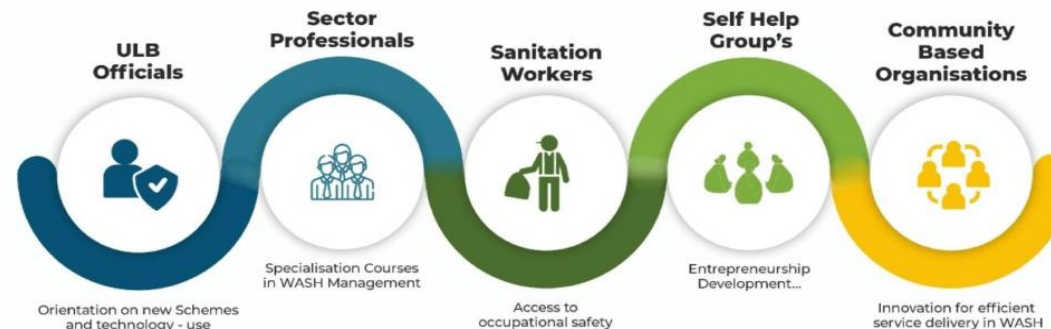 ULB
Officials
Orientation on new Schemes
and technology - use
Sector
Professionals
Specialisation Courses
in WASH Management
Sanitation
Workers
Access to
occupational safety
Self Help
Group's
Entrepreneurship
Development...
Community
Based
Organisations
Innovation for efficient
service delivery in WASH